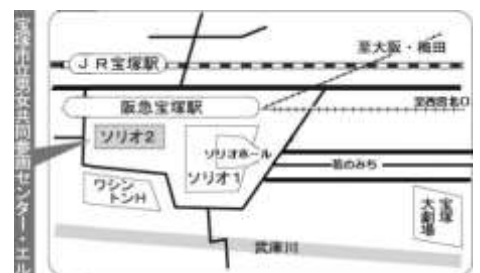 宝塚市立男女共同参画センター・エル
JR宝塚駅
至大阪・梅田
阪急宝塚駅
至西宮北口
ソリオ2
ソリオホール
ソリオ1
花のみち
ワシントンH
宝塚大劇場
武庫川